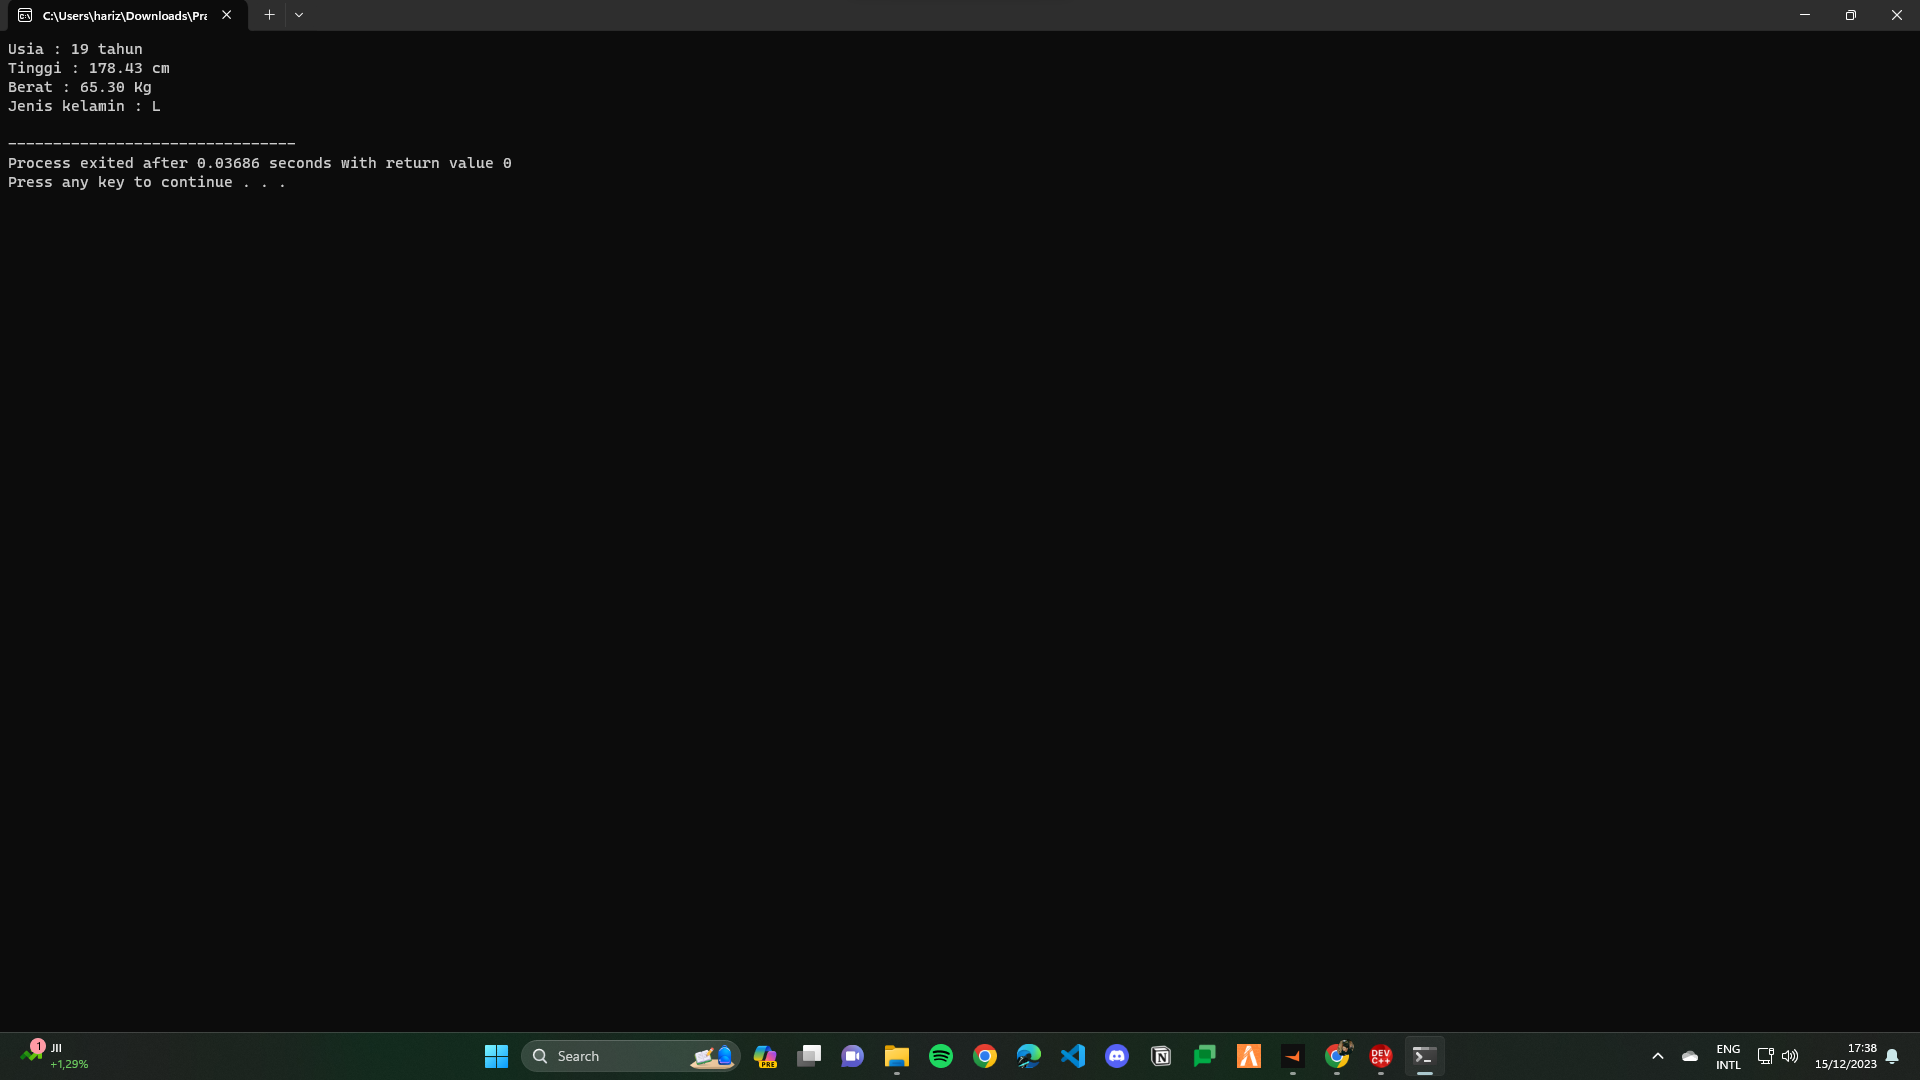 C:\Users\hariz\Downloads\Pra
Usia : 19 tahun
Tinggi : 178.43 cm
Berat : 65.30 Kg
Jenis kelamin : L
--------------------------------
Process exited after 0.03686 seconds with return value 0
Press any key to continue . . .
1
JII
+1,29%
Search
PRE
DEV
C++
ENG
INTL
17:38
15/12/2023